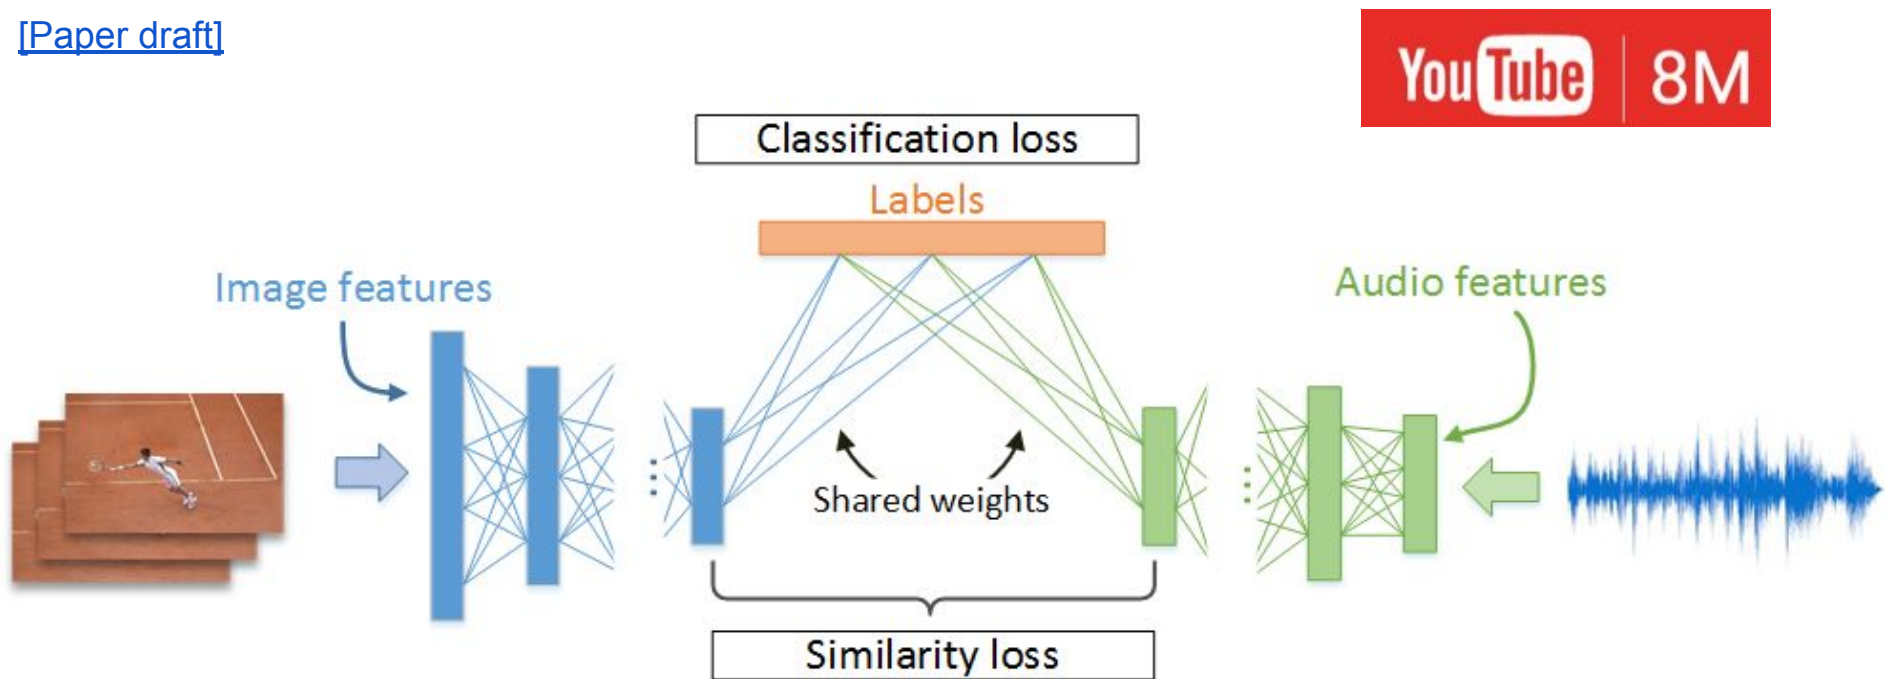 [Paper draft]
YouTube | 8M
Classification loss
Labels
Image features
Audio features
Shared weights
Similarity loss